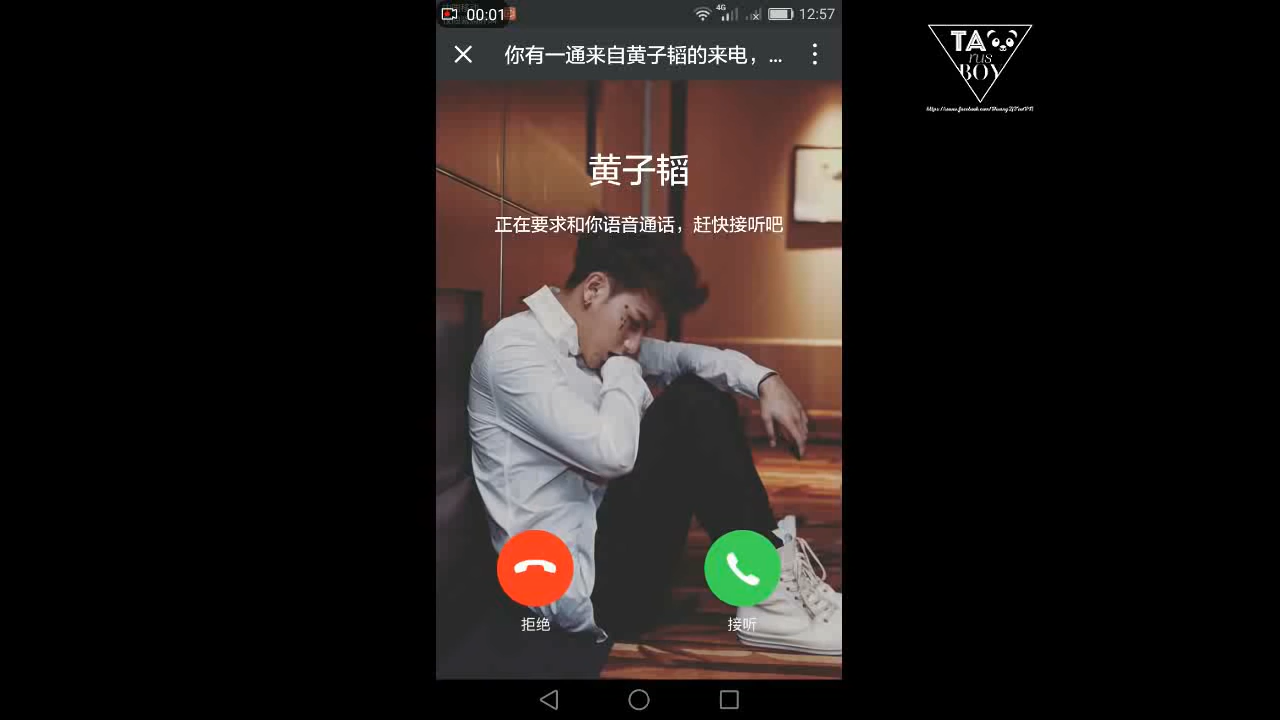 00:01
4G
12:57
你有一通来自黄子韬的来电，...
黄子韬
正在要求和你语音通话，赶快接听吧
拒绝
接听
TA
rus
BOY